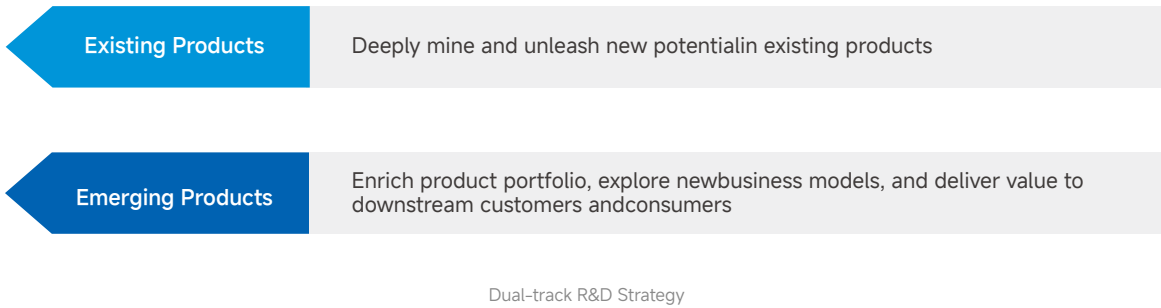 Existing Products
Deeply mine and unleash new potentialin existing products
Emerging Products
Enrich product portfolio, explore newbusiness models, and deliver value to
downstream customers andconsumers
Dual-track R&D Strategy